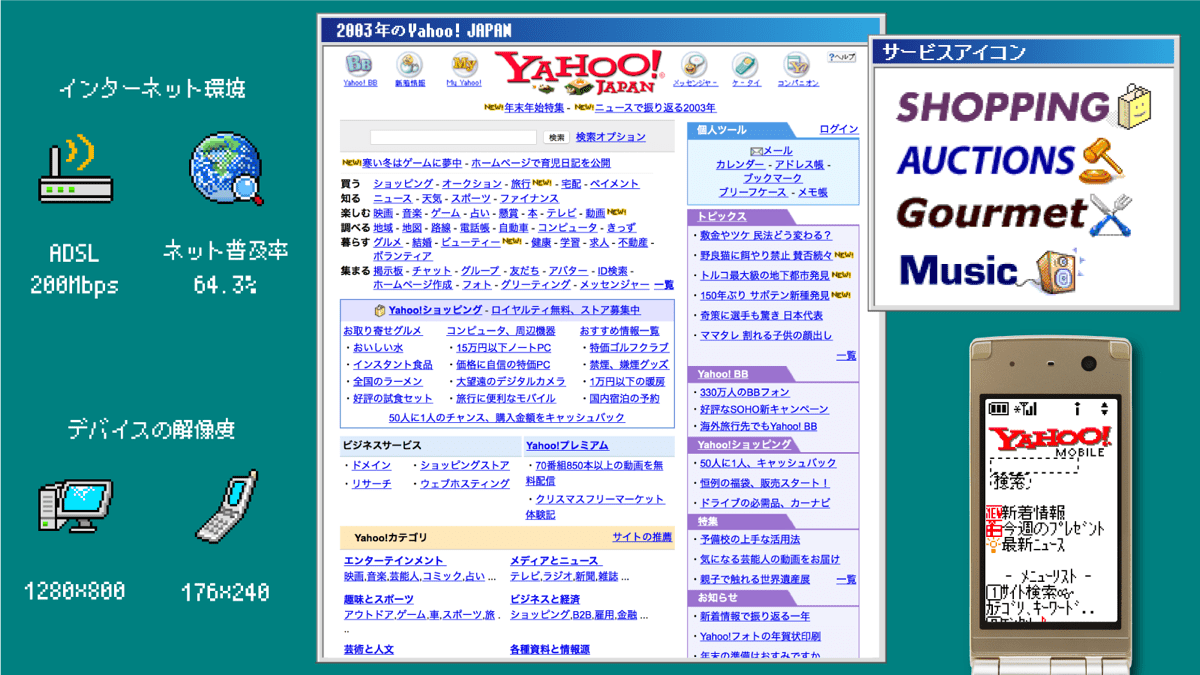 インターネット環境
ADSL
200Mbps
ネット普及率
64.3%
デバイスの解像度
1280×800
176×240
2003年のYahoo! JAPAN
Yahoo! BB
新着情報
My Yahoo!
YAHOO!
JAPAN
メッセンジャー
ケータイ
コンパニオン
?ヘルプ
NEW!年末年始特集 - NEW!ニュースで振り返る2003年
検索 検索オプション
NEW!寒い冬はゲームに夢中 - ホームページで育児日記を公開
買う ショッピング - オークション - 旅行NEW! - 宅配 - ペイメント
知る ニュース - 天気 - スポーツ - ファイナンス
楽しむ 映画 - 音楽 - ゲーム - 占い - 懸賞 - 本 - テレビ - 動画NEW!
調べる 地域 - 地図 - 路線 - 電話帳 - 自動車 - コンピュータ - きっず
暮らす グルメ - 結婚 - ビューティーNEW! - 健康 - 学習 - 求人 - 不動産 -
ボランティア
集まる 掲示板 - チャット - グループ - 友だち - アバター - ID検索 -
ホームページ作成 - フォト - グリーティング - メッセンジャー 一覧
Yahoo!ショッピング - ロイヤルティ無料、ストア募集中
お取り寄せグルメ
・おいしい水
・インスタント食品
・全国のラーメン
・好評の試食セット
コンピュータ、周辺機器
・15万円以下ノートPC
・価格に自信の特価PC
・大望遠のデジタルカメラ
・旅行に便利なモバイル
おすすめ情報一覧
・特価ゴルフクラブ
・禁煙、嫌煙グッズ
・1万円以下の暖房
・国内宿泊の予約
50人に1人のチャンス、購入金額をキャッシュバック
ビジネスサービス
・ドメイン ・ショッピングストア
・リサーチ ・ウェブホスティング
Yahoo!プレミアム
・70番組850本以上の動画を無
料配信
・クリスマスフリーマーケット
体験記
Yahoo!カテゴリ サイトの推薦
エンターテインメント
映画,音楽,芸能人,コミック,占い ...
メディアとニュース
テレビ,ラジオ,新聞,雑誌 ...
趣味とスポーツ
アウトドア,ゲーム,車,スポーツ,旅 .
..
ビジネスと経済
ショッピング,B2B,雇用,金融 ...
芸術と人文
各種資料と情報源
個人ツール ログイン
メール
カレンダー - アドレス帳 -
ブックマーク
ブリーフケース - メモ帳
トピックス
・敷金やツケ 民法どう変わる?
・野良猫に餌やり禁止 賛否続々NEW!
・トルコ最大級の地下都市発見NEW!
・150年ぶり サボテン新種発見NEW!
・奇策に選手も驚き 日本代表
・ママタレ 割れる子供の顔出し
一覧
Yahoo! BB
・330万人のBBフォン
・好評なSOHO新キャンペーン
・海外旅行先でもYahoo! BB
Yahoo!ショッピング
・50人に1人、キャッシュバック
・恒例の福袋、販売スタート!
・ドライブの必需品、カーナビ
特集
・予備校の上手な活用法
・気になる芸能人の動画をお届け
・親子で触れる世界遺産展 一覧
お知らせ
・新着情報で振り返る一年
・Yahoo!フォトの年賀状印刷
・年末の準備はおすみですか
サービスアイコン
SHOPPING
AUCTIONS
Gourmet
Music
YAHOO!
MOBILE
検索
NEW新着情報
今週のプレゼント
最新ニュース
- メニューリスト -
1サイト検索
カテゴリ、キーワード..